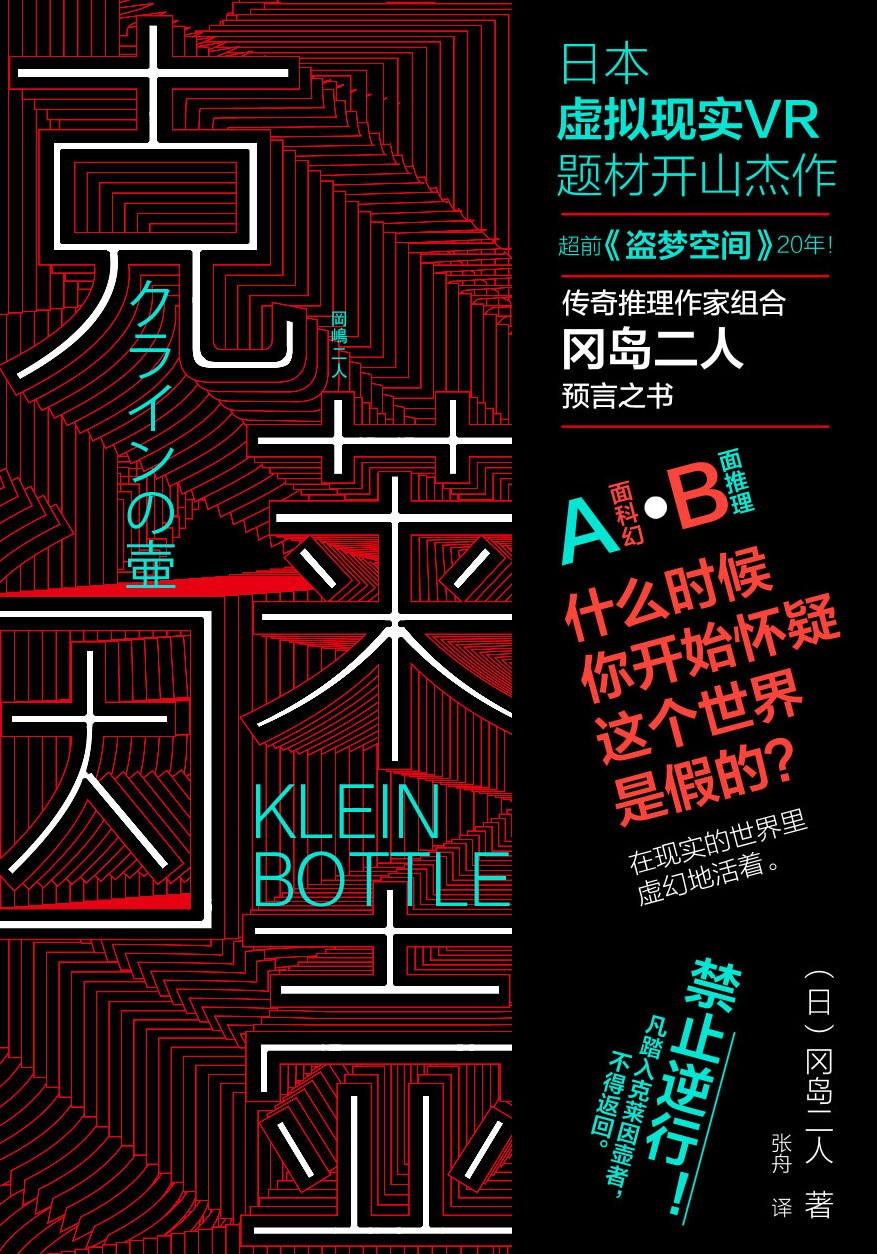 克
莱
因
壶
クラインの壷
岡嶋二人
KLEIN
BOTTLE
日本
虚拟现实VR
题材开山杰作
超前《盗梦空间》20年!
传奇推理作家组合
冈岛二人
预言之书
A面科幻·B面推理
什么时候
你开始怀疑
这个世界
是假的?
在现实的世界里
虚幻地活着。
禁止逆行!
凡踏入克莱因壶者,
不得返回。
(日)冈岛二人 著
张舟 译